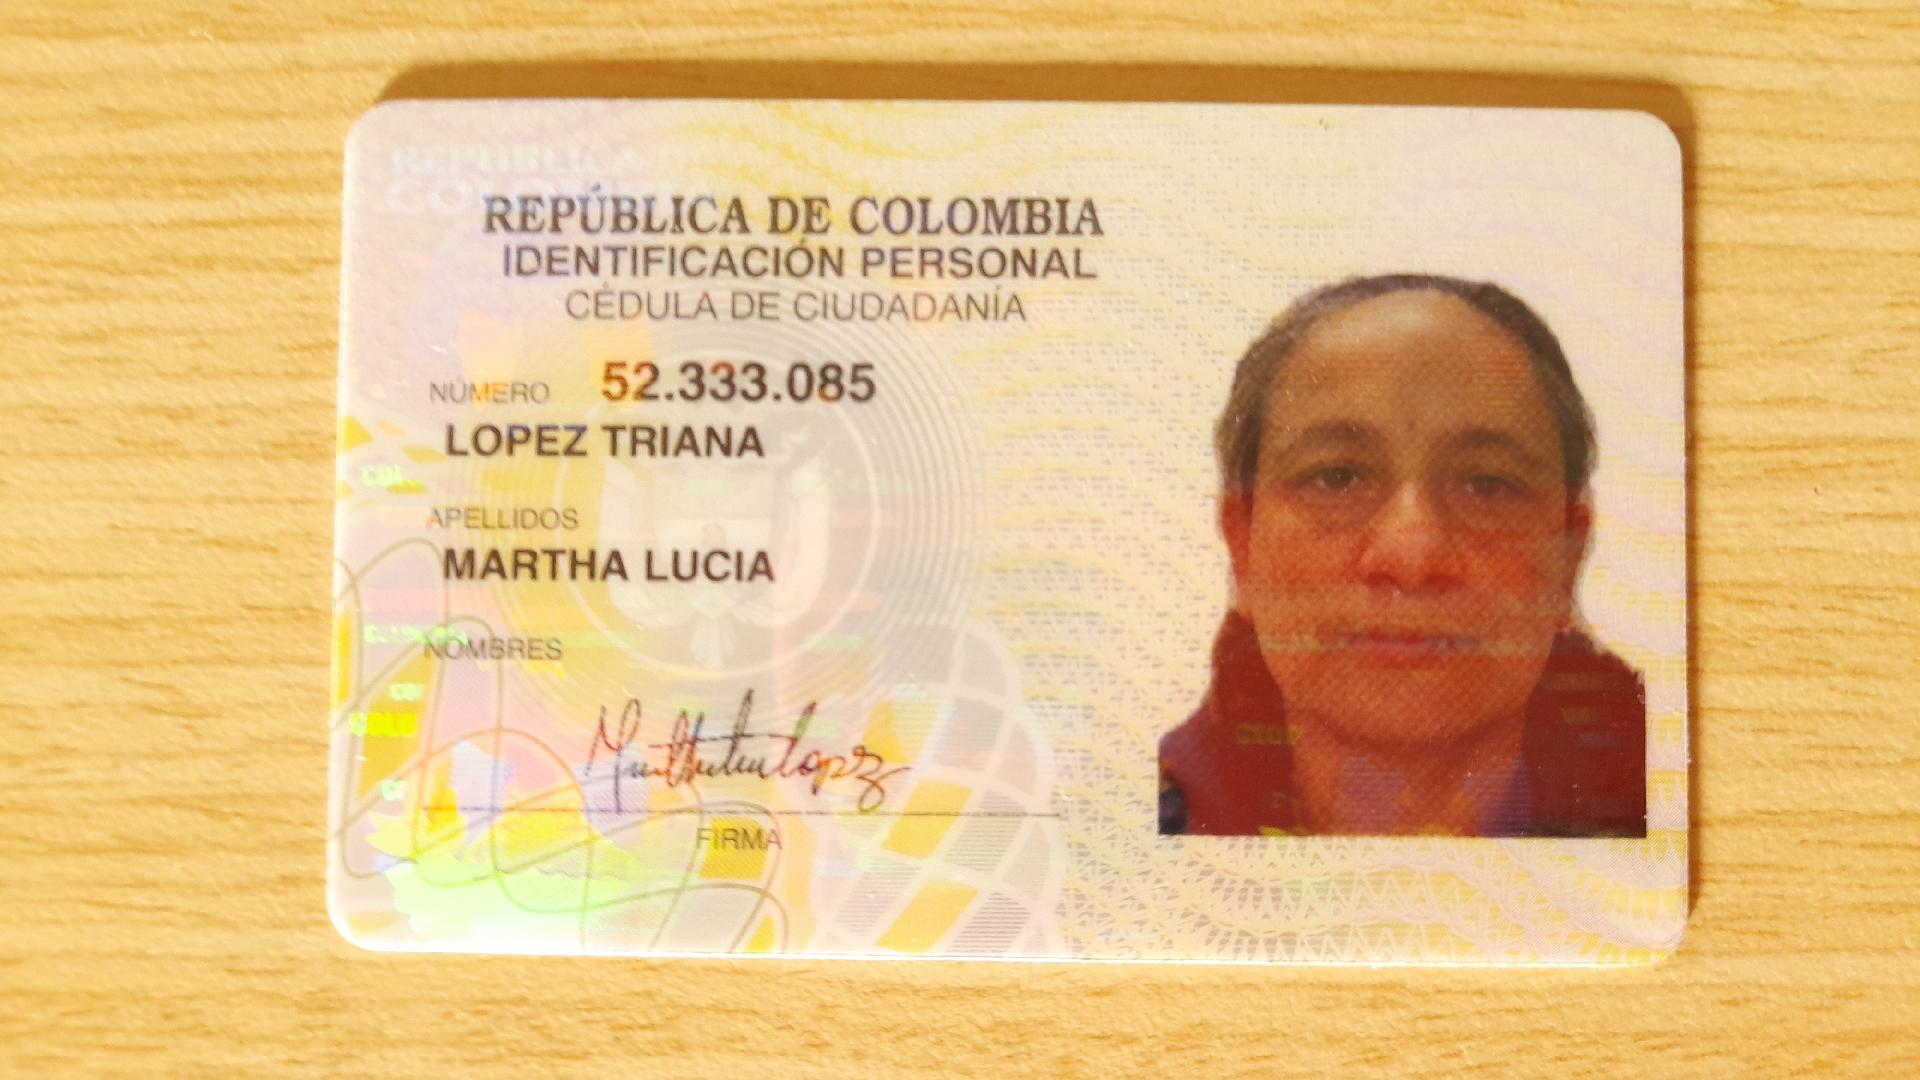 REPÚBLICA DE COLOMBIA
IDENTIFICACIÓN PERSONAL
CÉDULA DE CIUDADANÍA
NÚMERO 52.333.085
LOPEZ TRIANA
APELLIDOS
MARTHA LUCIA
NOMBRES
FIRMA